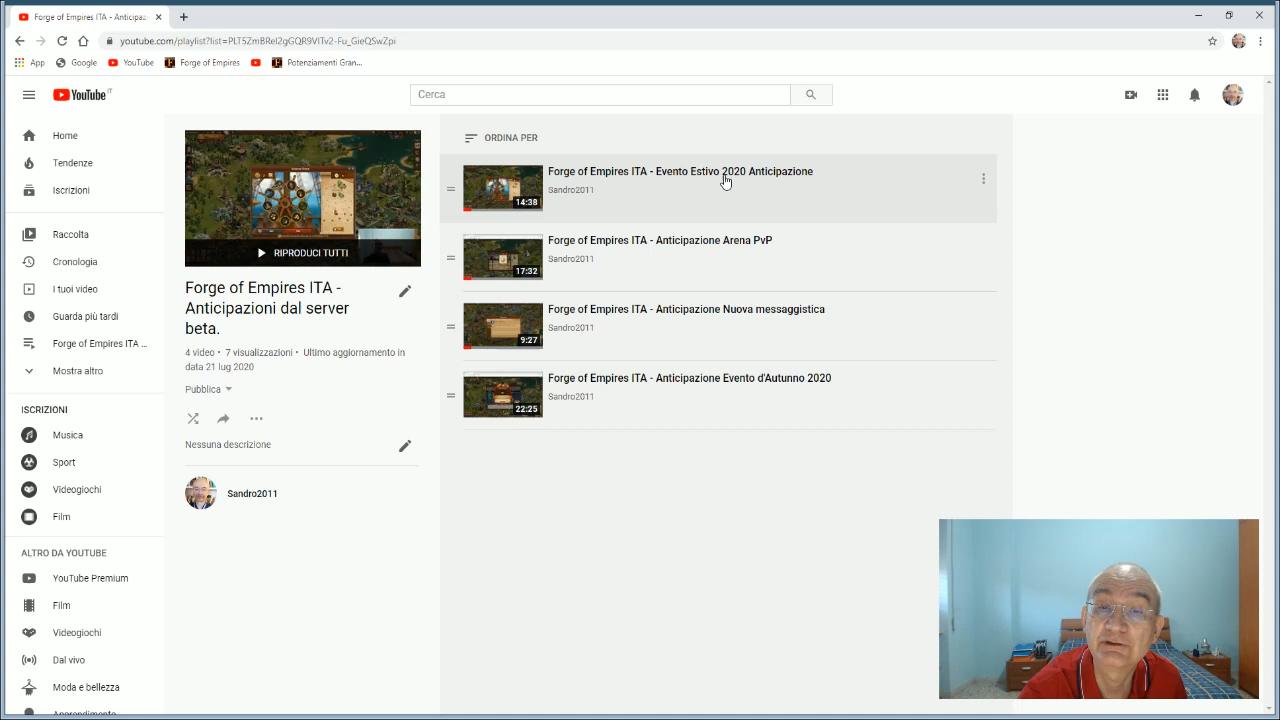 Forge of Empires ITA - Anticipaz
youtube.com/playlist?list=PLT5ZmBRel2gGQR9VITv2-Fu_GieQSwZpi
App
Google
YouTube
Forge of Empires
Potenziamenti Gran...
YouTube IT
Cerca
Home
Tendenze
Iscrizioni
Raccolta
Cronologia
I tuoi video
Guarda più tardi
Forge of Empires ITA ...
Mostra altro
ISCRIZIONI
Musica
Sport
Videogiochi
Film
ALTRO DA YOUTUBE
YouTube Premium
Film
Videogiochi
Dal vivo
Moda e bellezza
Apprendimento
RIPRODUCI TUTTI
Forge of Empires ITA -
Anticipazioni dal server
beta.
4 video • 7 visualizzazioni • Ultimo aggiornamento in
data 21 lug 2020
Pubblica
Nessuna descrizione
Sandro2011
ORDINA PER
Forge of Empires ITA - Evento Estivo 2020 Anticipazione
Sandro2011
14:38
Forge of Empires ITA - Anticipazione Arena PvP
Sandro2011
17:32
Forge of Empires ITA - Anticipazione Nuova messaggistica
Sandro2011
9:27
Forge of Empires ITA - Anticipazione Evento d'Autunno 2020
Sandro2011
22:25